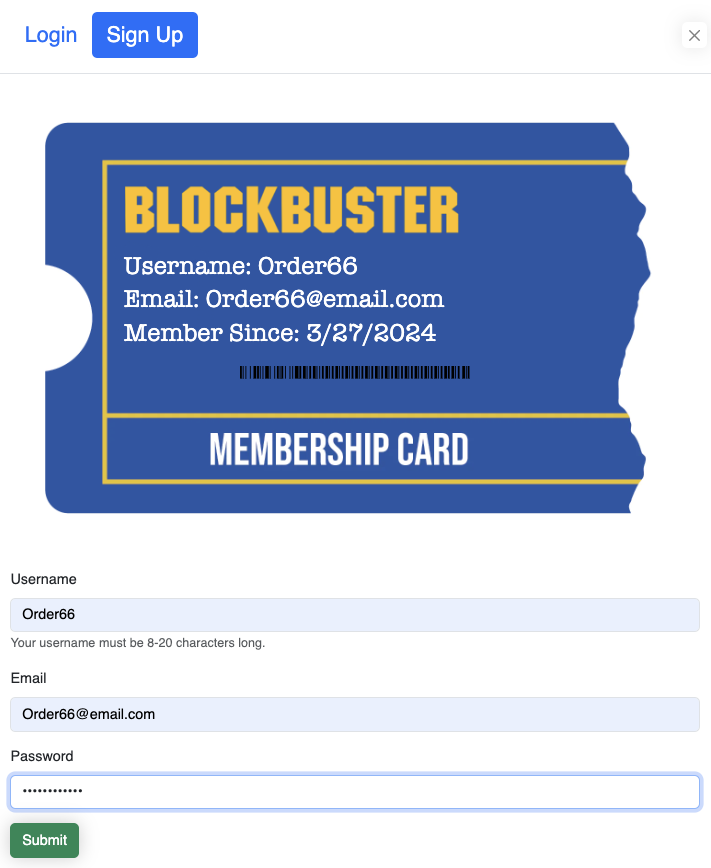 Login Sign Up
BLOCKBUSTER
Username: Order66
Email: Order66@email.com
Member Since: 3/27/2024
MEMBERSHIP CARD
Username
Order66
Your username must be 8-20 characters long.
Email
Order66@email.com
Password
••••••••••••
Submit